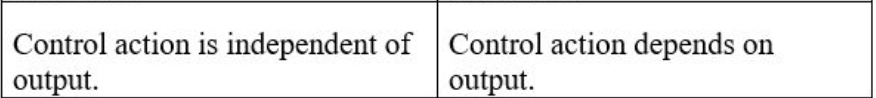 Control action is independent of
output.
Control action depends on
output.